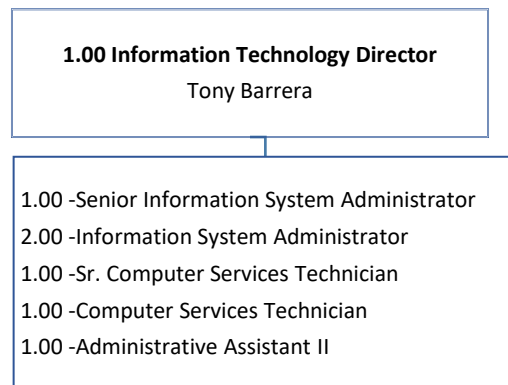 1.00 Information Technology Director
Tony Barrera
1.00 -Senior Information System Administrator
2.00 -Information System Administrator
1.00 -Sr. Computer Services Technician
1.00 -Computer Services Technician
1.00 -Administrative Assistant II